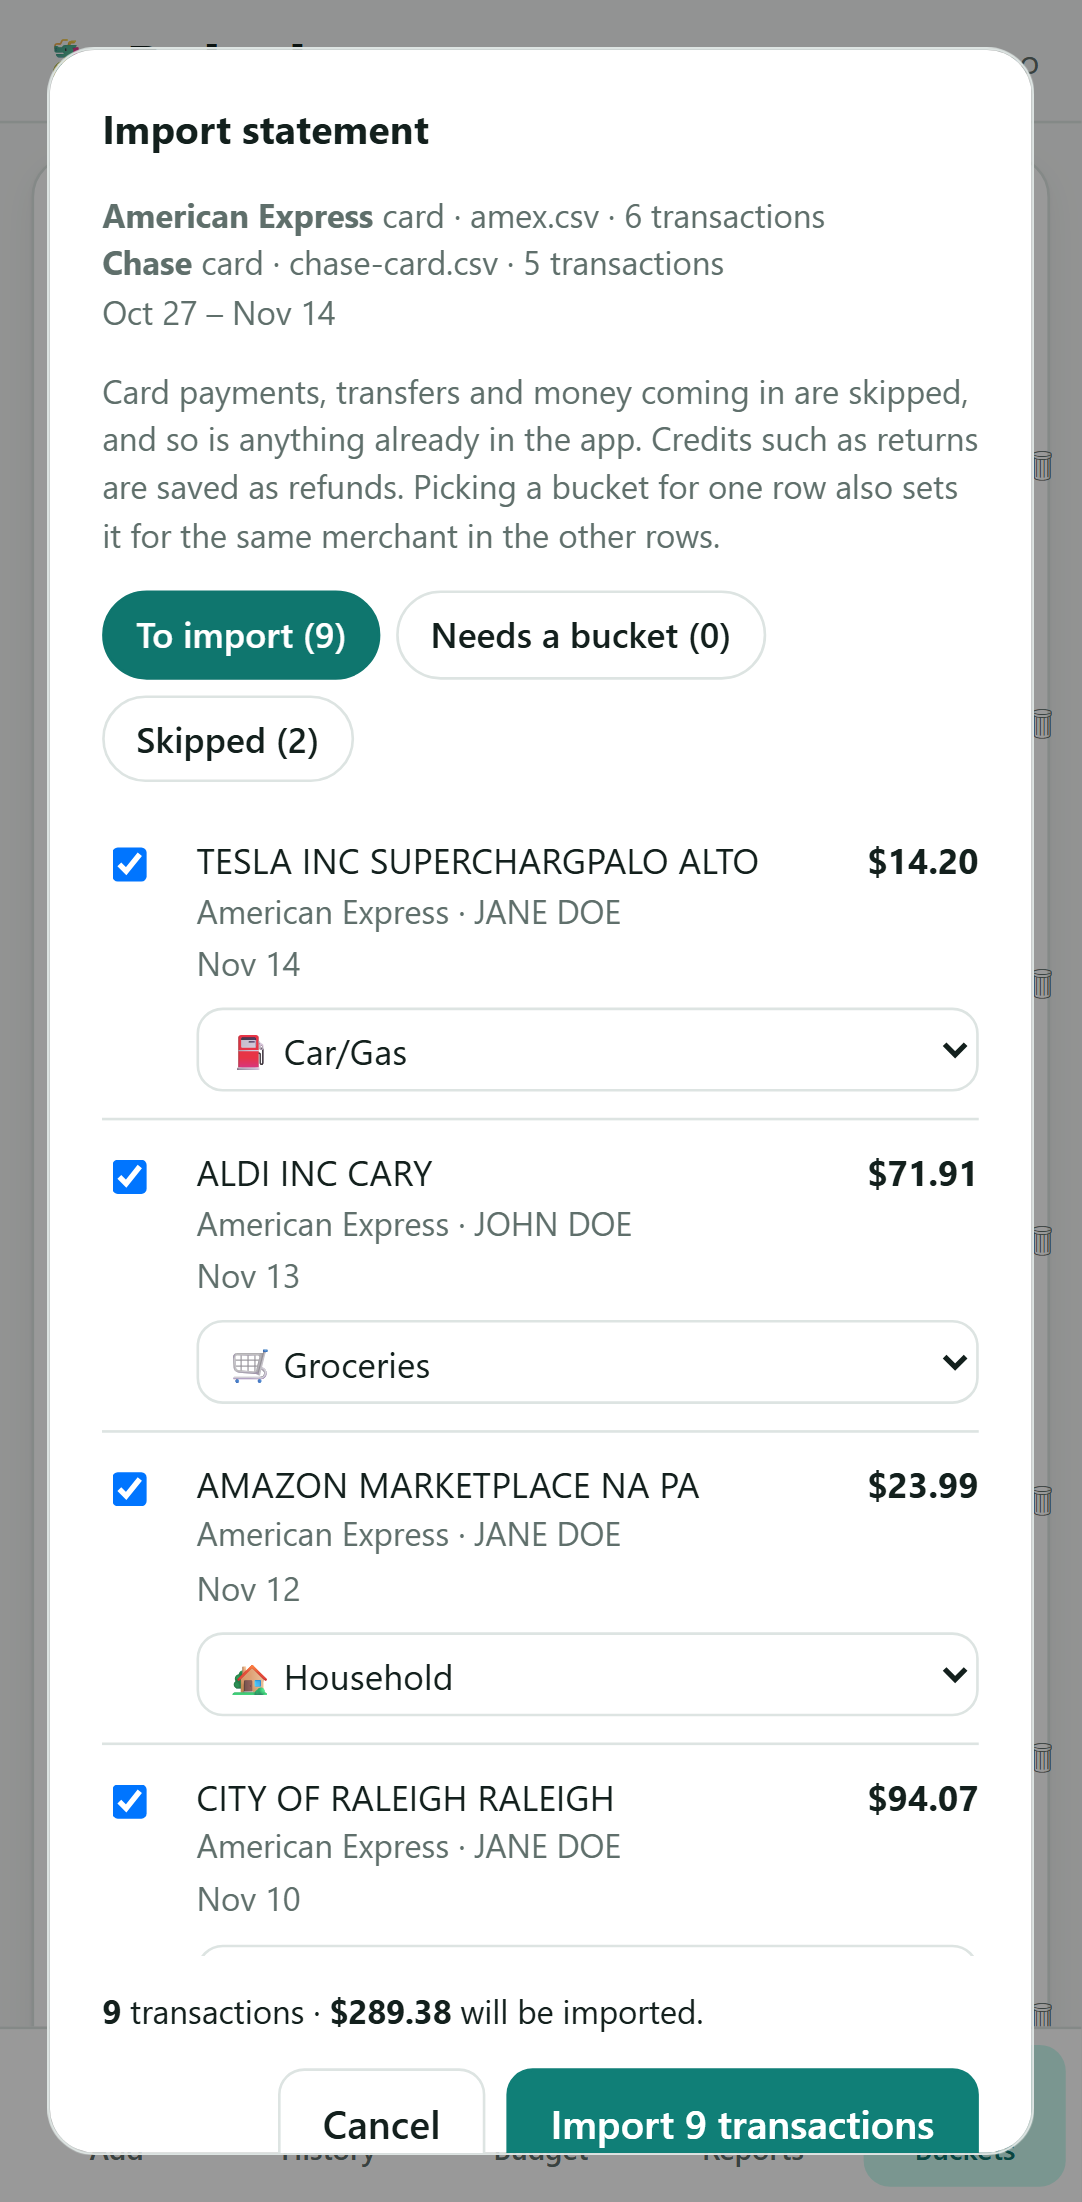 Import statement
American Express card · amex.csv · 6 transactions
Chase card · chase-card.csv · 5 transactions
Oct 27 – Nov 14
Card payments, transfers and money coming in are skipped,
and so is anything already in the app. Credits such as returns
are saved as refunds. Picking a bucket for one row also sets
it for the same merchant in the other rows.
To import (9) Needs a bucket (0)
Skipped (2)
TESLA INC SUPERCHARGPALO ALTO $14.20
American Express · JANE DOE
Nov 14
Car/Gas
ALDI INC CARY $71.91
American Express · JOHN DOE
Nov 13
Groceries
AMAZON MARKETPLACE NA PA $23.99
American Express · JANE DOE
Nov 12
Household
CITY OF RALEIGH RALEIGH $94.07
American Express · JANE DOE
Nov 10
9 transactions · $289.38 will be imported.
Cancel Import 9 transactions
Add History Budget Reports Buckets